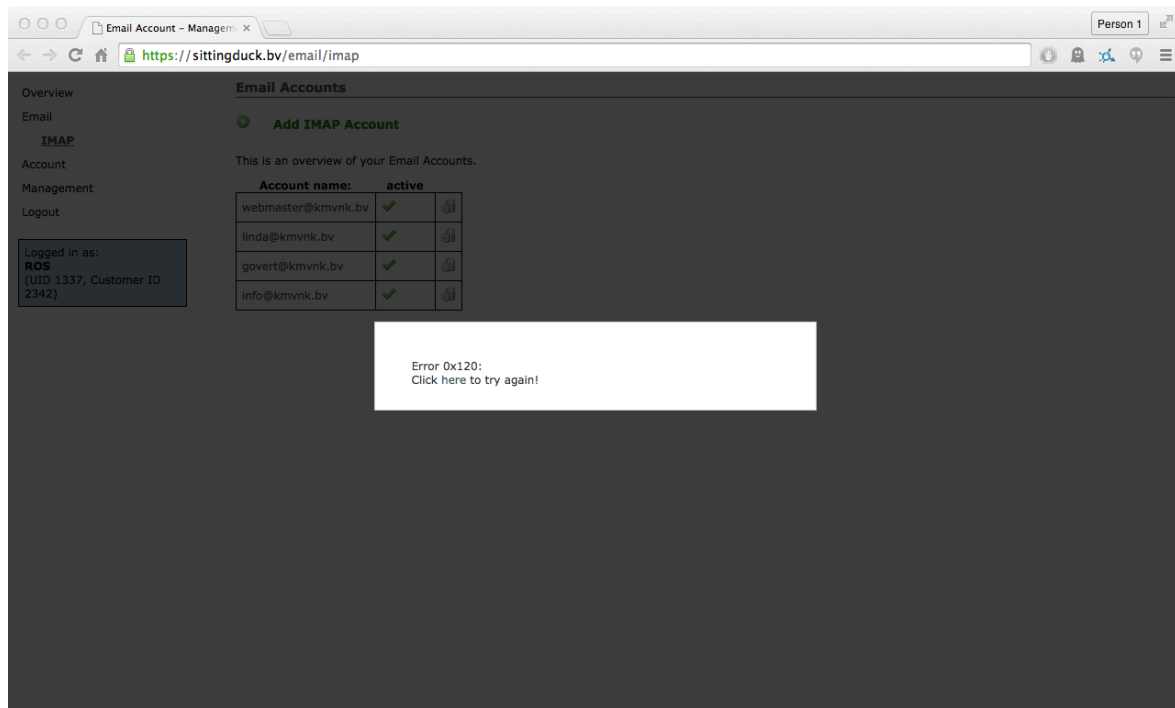 Email Account – Managem
Person 1
https://sittingduck.bv/email/imap
Overview
Email
IMAP
Account
Management
Logout
Logged in as:
ROS
(UID 1337, Customer ID
2342)
Email Accounts
Add IMAP Account
This is an overview of your Email Accounts.
Account name: active
webmaster@kmvnk.bv
linda@kmvnk.bv
govert@kmvnk.bv
info@kmvnk.bv
Error 0x120:
Click here to try again!